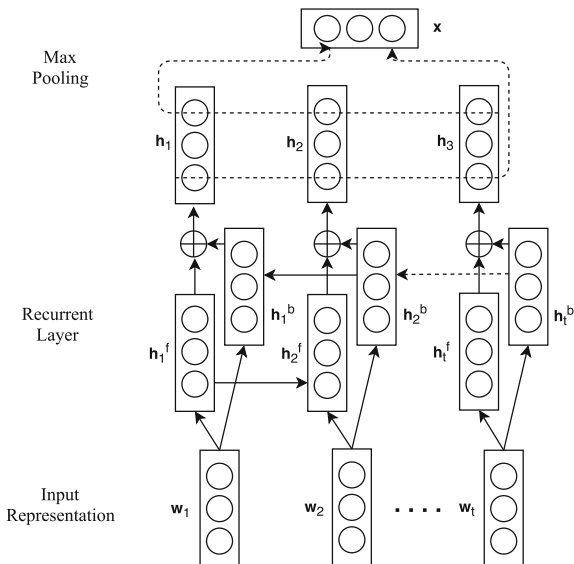 x
Max
Pooling
h1
h2
h3
Recurrent
Layer
h1f
h1b
h2f
h2b
htf
htb
Input
Representation
w1
w2
. . . .
wt